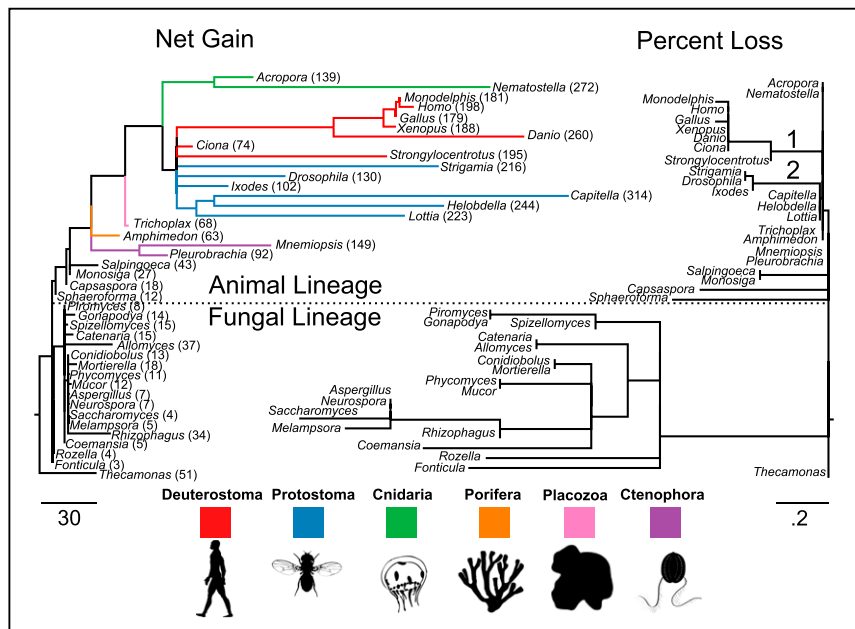 Net Gain
Percent Loss
Acropora (139)
Nematostella (272)
Monodelphis (181)
Homo (198)
Gallus (179)
Xenopus (188)
Danio (260)
Ciona (74)
Strongylocentrotus (195)
Strigamia (216)
Drosophila (130)
Ixodes (102)
Capitella (314)
Helobdella (244)
Lottia (223)
Trichoplax (68)
Amphimedon (63)
Mnemiopsis (149)
Pleurobrachia (92)
Salpingoeca (43)
Monosiga (27)
Capsaspora (18)
Sphaeroforma (12)
Animal Lineage
Fungal Lineage
Piromyces (8)
Gonapodya (14)
Spizellomyces (15)
Catenaria (15)
Allomyces (37)
Conidiobolus (13)
Mortierella (18)
Phycomyces (11)
Mucor (12)
Aspergillus (7)
Neurospora (7)
Saccharomyces (4)
Melampsora (5)
Rhizophagus (34)
Coemansia (5)
Rozella (4)
Fonticula (3)
Thecamonas (51)
Acropora
Nematostella
Monodelphis
Homo
Gallus
Xenopus
Danio
Ciona
Strongylocentrotus
1
2
Strigamia
Drosophila
Ixodes
Capitella
Helobdella
Lottia
Trichoplax
Amphimedon
Mnemiopsis
Pleurobrachia
Salpingoeca
Monosiga
Capsaspora
Sphaeroforma
Piromyces
Gonapodya
Spizellomyces
Catenaria
Allomyces
Conidiobolus
Mortierella
Phycomyces
Mucor
Aspergillus
Neurospora
Saccharomyces
Melampsora
Rhizophagus
Coemansia
Rozella
Fonticula
Thecamonas
30
.2
Deuterostoma
Protostoma
Cnidaria
Porifera
Placozoa
Ctenophora